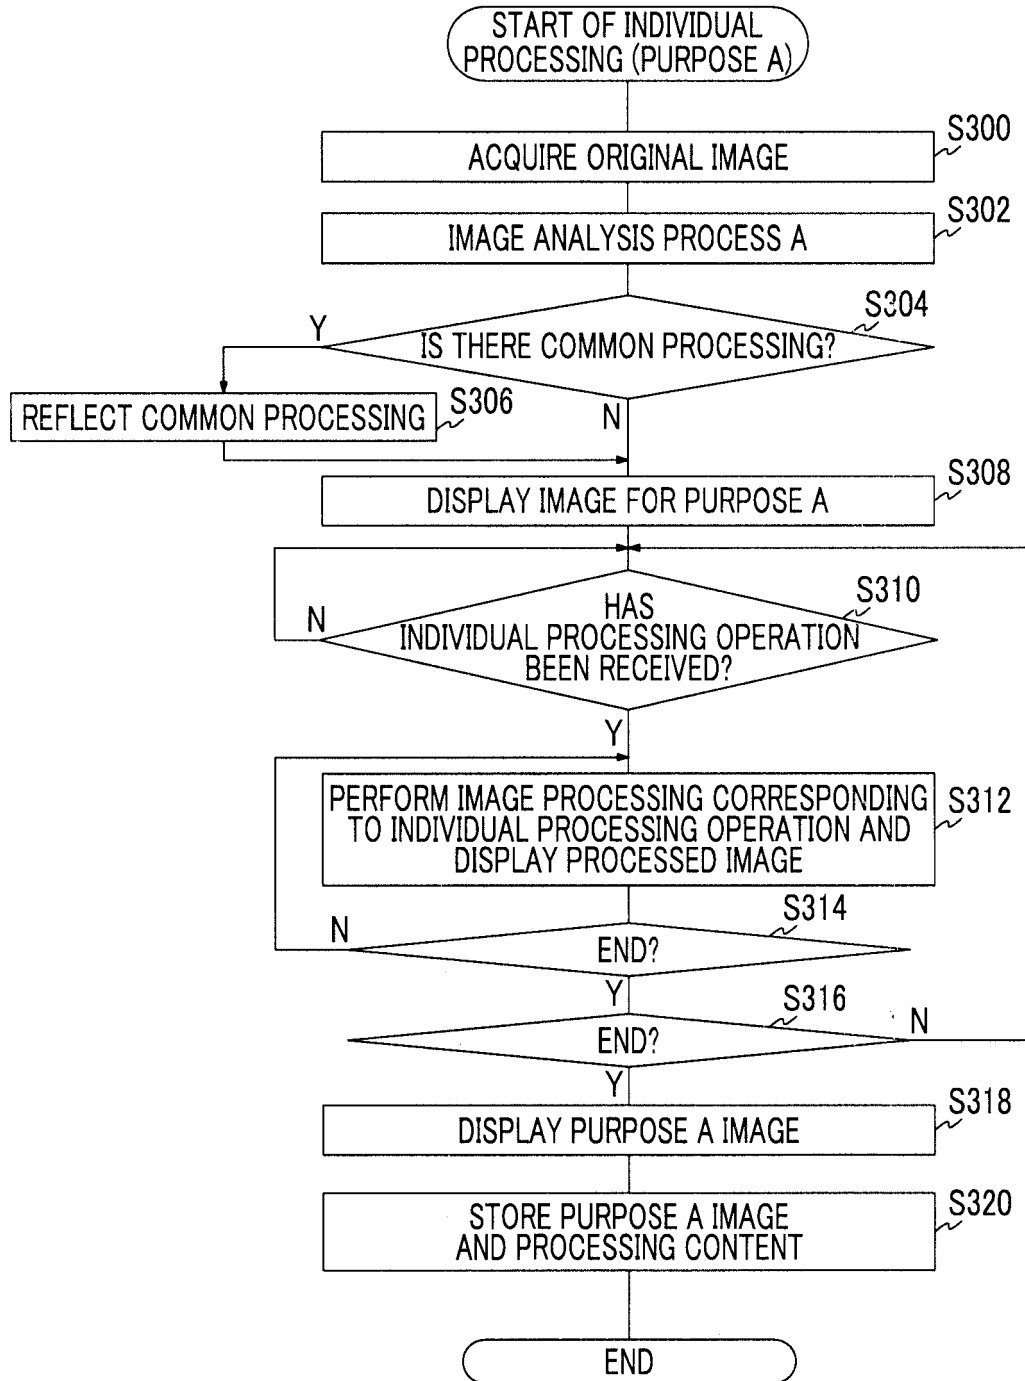 START OF INDIVIDUAL
PROCESSING (PURPOSE A)
S300
ACQUIRE ORIGINAL IMAGE
S302
IMAGE ANALYSIS PROCESS A
S304
Y
IS THERE COMMON PROCESSING?
S306
REFLECT COMMON PROCESSING
N
S308
DISPLAY IMAGE FOR PURPOSE A
S310
N
HAS
INDIVIDUAL PROCESSING OPERATION
BEEN RECEIVED?
Y
S312
PERFORM IMAGE PROCESSING CORRESPONDING
TO INDIVIDUAL PROCESSING OPERATION AND
DISPLAY PROCESSED IMAGE
S314
N
END?
Y
S316
N
END?
Y
S318
DISPLAY PURPOSE A IMAGE
S320
STORE PURPOSE A IMAGE
AND PROCESSING CONTENT
END